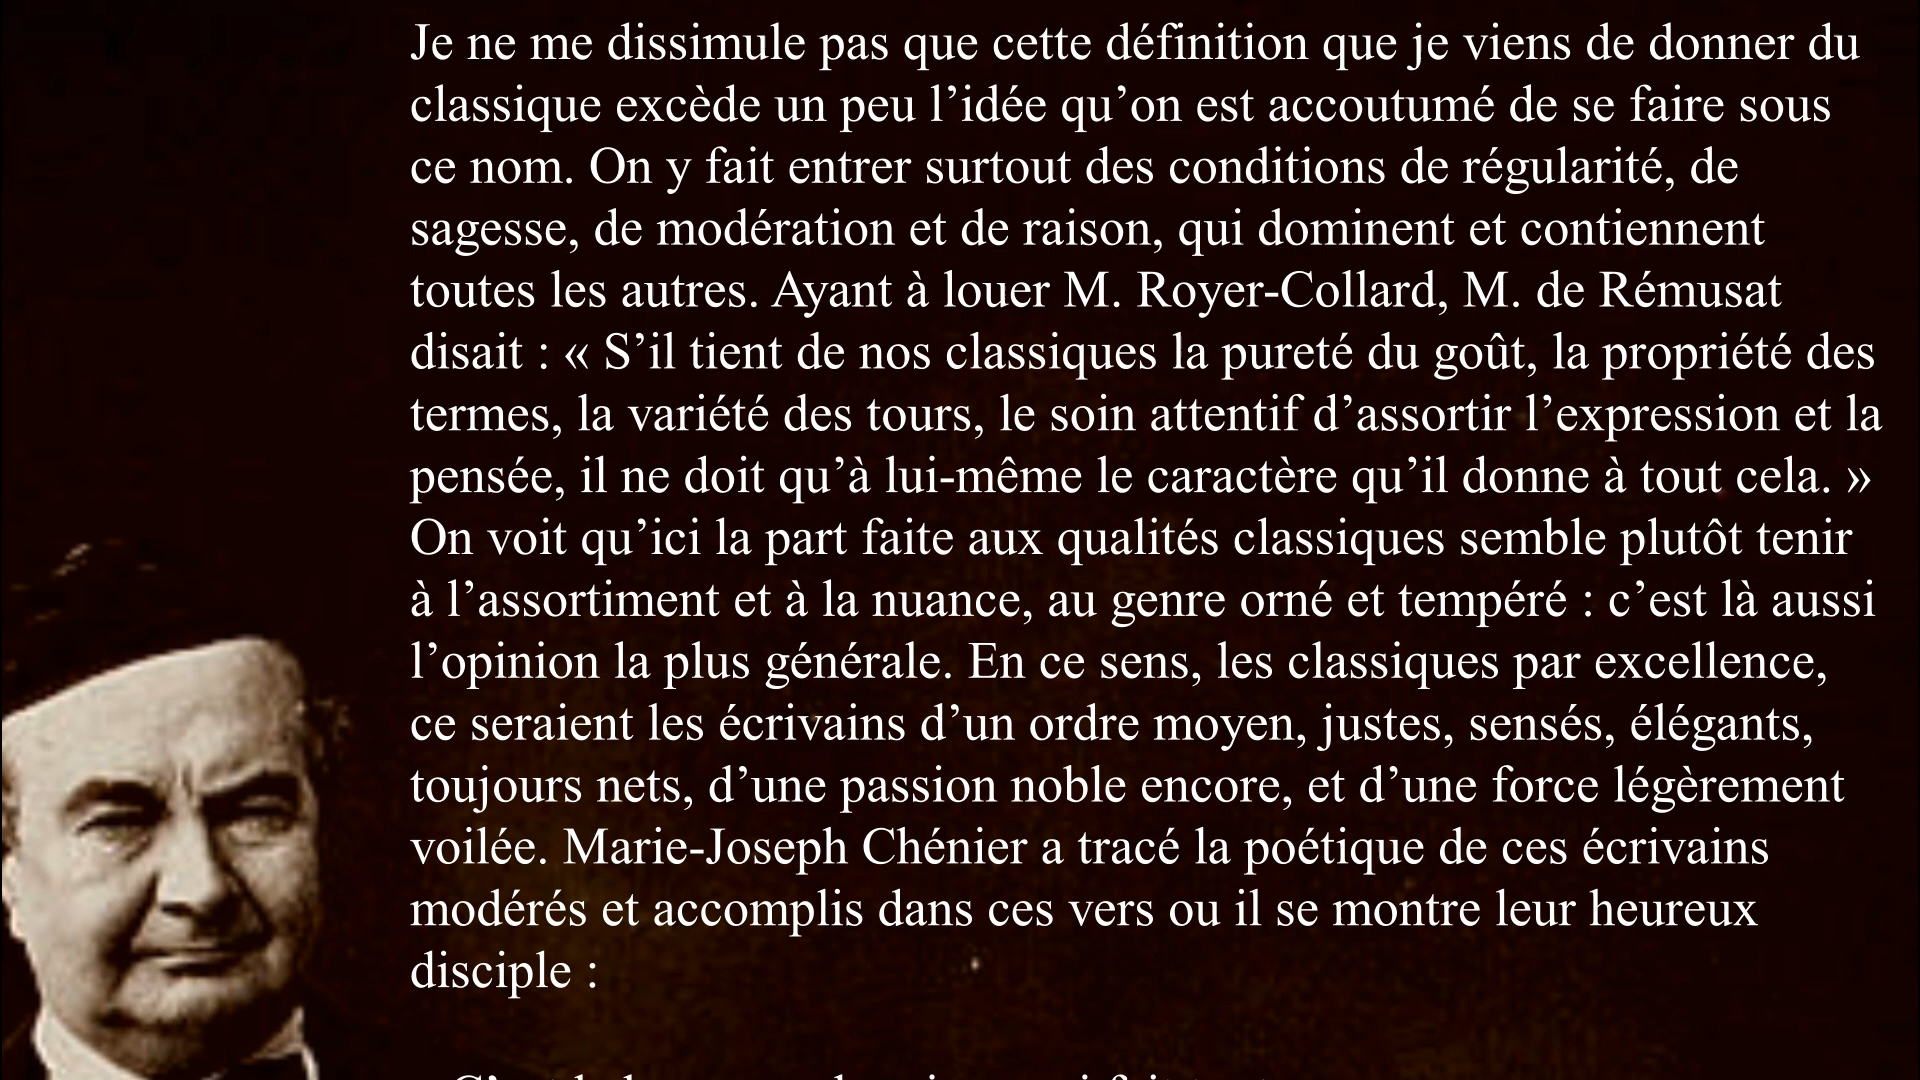 Je ne me dissimule pas que cette définition que je viens de donner du
classique excède un peu l’idée qu’on est accoutumé de se faire sous
ce nom. On y fait entrer surtout des conditions de régularité, de
sagesse, de modération et de raison, qui dominent et contiennent
toutes les autres. Ayant à louer M. Royer-Collard, M. de Rémusat
disait : « S’il tient de nos classiques la pureté du goût, la propriété des
termes, la variété des tours, le soin attentif d’assortir l’expression et la
pensée, il ne doit qu’à lui-même le caractère qu’il donne à tout cela. »
On voit qu’ici la part faite aux qualités classiques semble plutôt tenir
à l’assortiment et à la nuance, au genre orné et tempéré : c’est là aussi
l’opinion la plus générale. En ce sens, les classiques par excellence,
ce seraient les écrivains d’un ordre moyen, justes, sensés, élégants,
toujours nets, d’une passion noble encore, et d’une force légèrement
voilée. Marie-Joseph Chénier a tracé la poétique de ces écrivains
modérés et accomplis dans ces vers ou il se montre leur heureux
disciple :